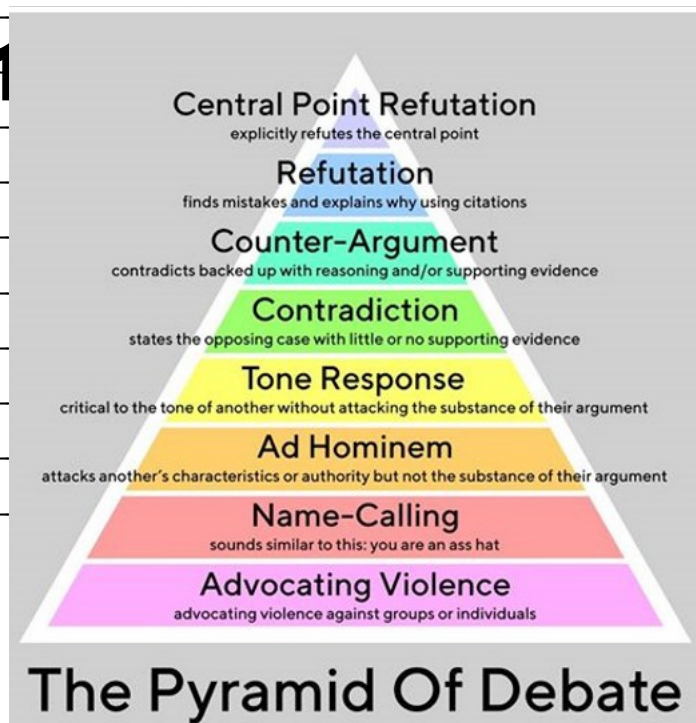 Central Point Refutation
explicitly refutes the central point
Refutation
finds mistakes and explains why using citations
Counter-Argument
contradicts backed up with reasoning and/or supporting evidence
Contradiction
states the opposing case with little or no supporting evidence
Tone Response
critical to the tone of another without attacking the substance of their argument
Ad Hominem
attacks another's characteristics or authority but not the substance of their argument
Name-Calling
sounds similar to this: you are an ass hat
Advocating Violence
advocating violence against groups or individuals
The Pyramid Of Debate